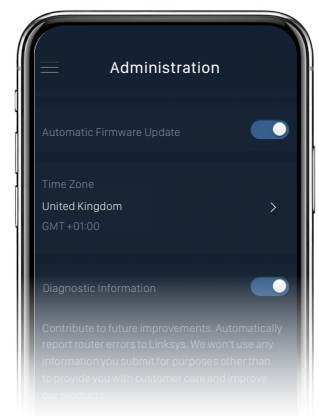 Administration
Automatic Firmware Update
Time Zone
United Kingdom
GMT +01:00
Diagnostic Information
Contribute to future improvements. Automatically
report router errors to Linksys. We won't use any
information you submit for purposes other than
to provide you with customer care and improve
our products.